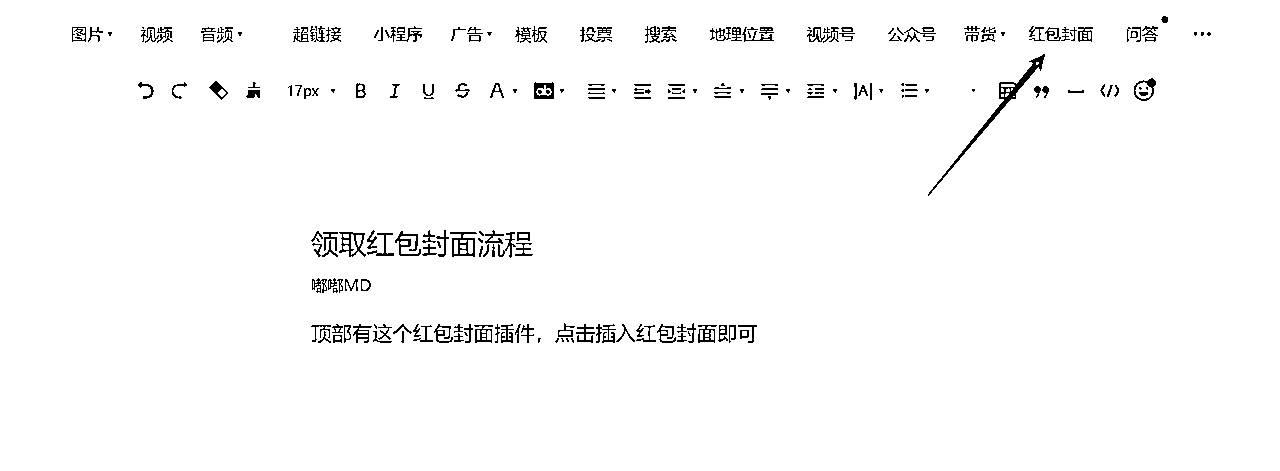 图片 视频 音频 超链接 小程序 广告 模板 投票 搜索 地理位置 视频号 公众号 带货 红包封面 问答 ···
17px B I U S A ab |A| ” — </>
领取红包封面流程
嘟嘟MD
顶部有这个红包封面插件，点击插入红包封面即可